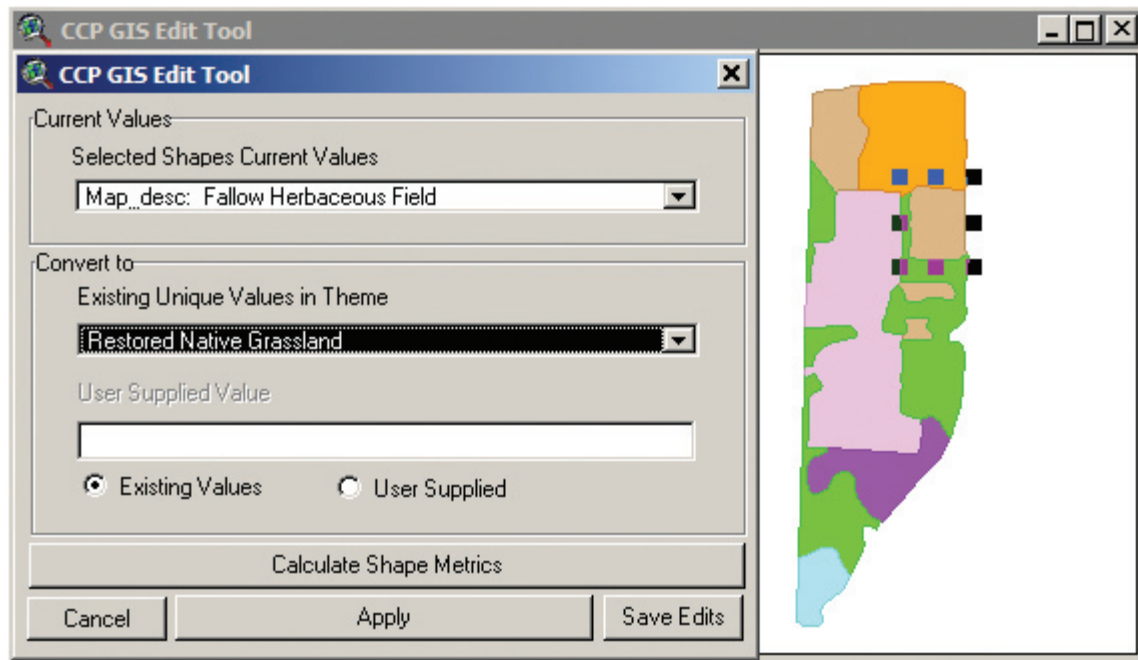 CCP GIS Edit Tool
CCP GIS Edit Tool
Current Values
Selected Shapes Current Values
Map_desc: Fallow Herbaceous Field
Convert to
Existing Unique Values in Theme
Restored Native Grassland
User Supplied Value
Existing Values
User Supplied
Calculate Shape Metrics
Cancel
Apply
Save Edits